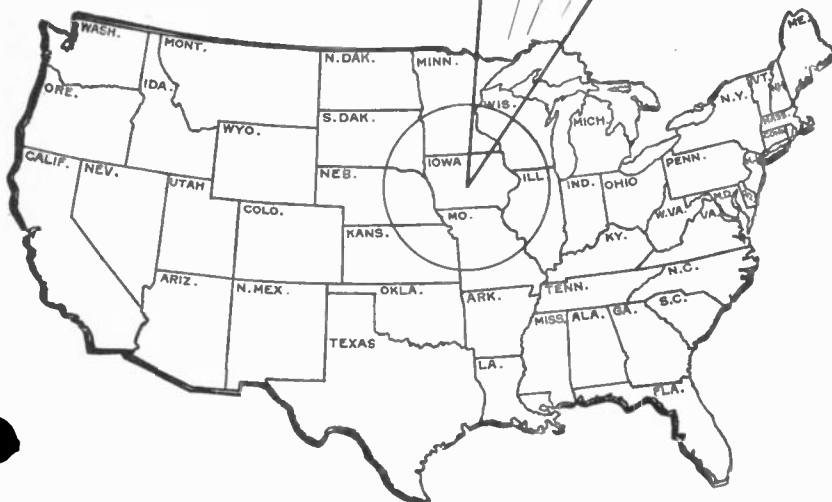 WASH.
MONT.
N.DAK.
MINN.
ME.
ORE.
IDA.
S.DAK.
WIS.
MICH.
N.Y.
VT.
N.H.
MASS.
CONN.
WYO.
IOWA
CALIF.
NEV.
UTAH
NEB.
ILL.
IND.
OHIO
PENN.
N.J.
M.D.
COLO.
MO.
W.VA.
VA.
KANS.
KY.
N.C.
ARIZ.
N.MEX.
OKLA.
ARK.
TENN.
S.C.
TEXAS
MISS.
ALA.
GA.
LA.
FLA.